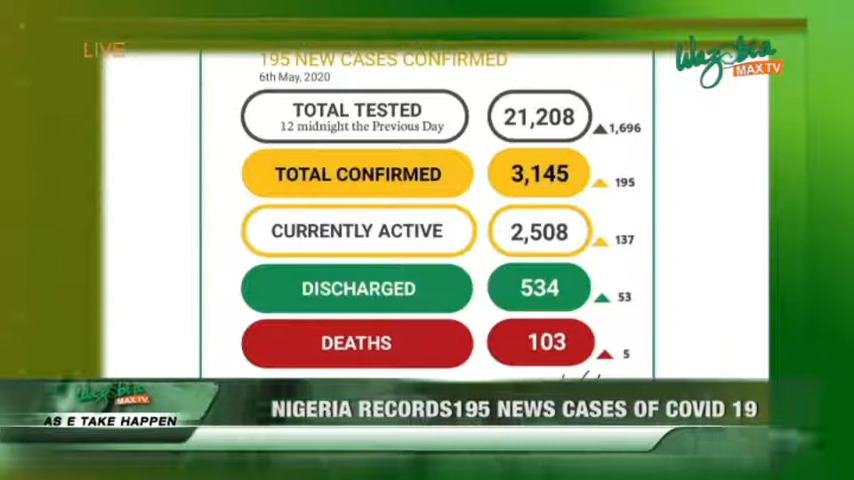 LIVE
Wazobia
MAX TV
195 NEW CASES CONFIRMED
6th May, 2020
TOTAL TESTED
12 midnight the Previous Day
21,208
1,696
TOTAL CONFIRMED
3,145
195
CURRENTLY ACTIVE
2,508
137
DISCHARGED
534
53
DEATHS
103
5
Wazobia
MAX TV
AS E TAKE HAPPEN
NIGERIA RECORDS195 NEWS CASES OF COVID 19